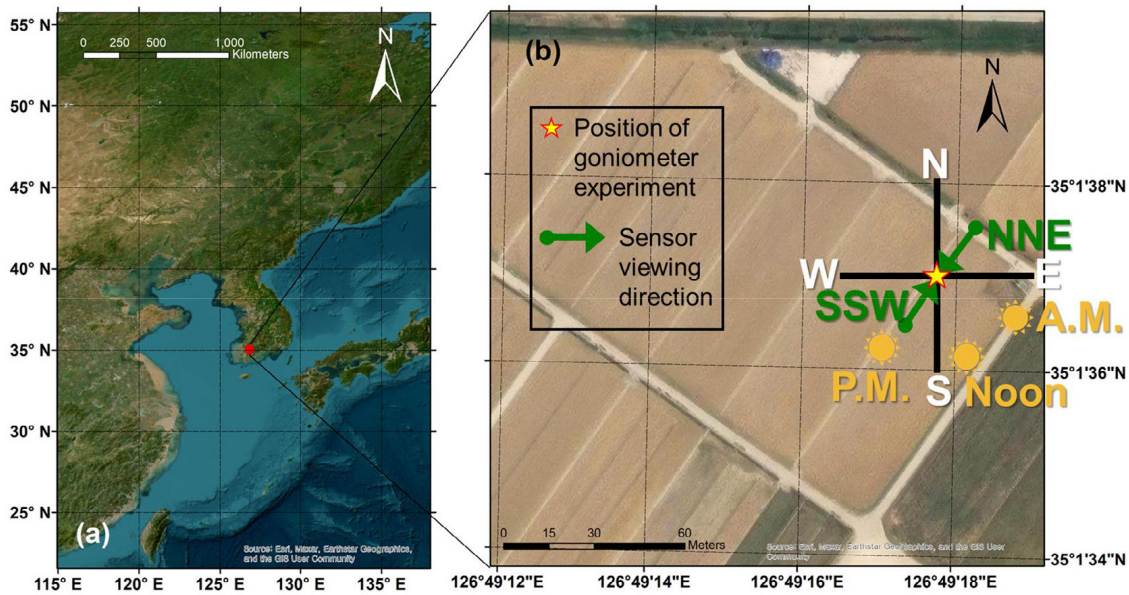 55° N
50° N
45° N
40° N
35° N
30° N
25° N
115° E
120° E
125° E
130° E
135° E
0 250 500 1,000
Kilometers
N
(a)
Source: Esri, Maxar, Earthstar Geographics,
and the GIS User Community
(b)
Position of
goniometer
experiment
Sensor
viewing
direction
N
N
NNE
W
E
SSW
A.M.
P.M.
S
Noon
35°1'38" N
35°1'36" N
35°1'34" N
0 15 30 60
Meters
Source: Esri, Maxar, Earthstar Geographics, and the GIS User
Community
126°49'12" E
126°49'14" E
126°49'16" E
126°49'18" E